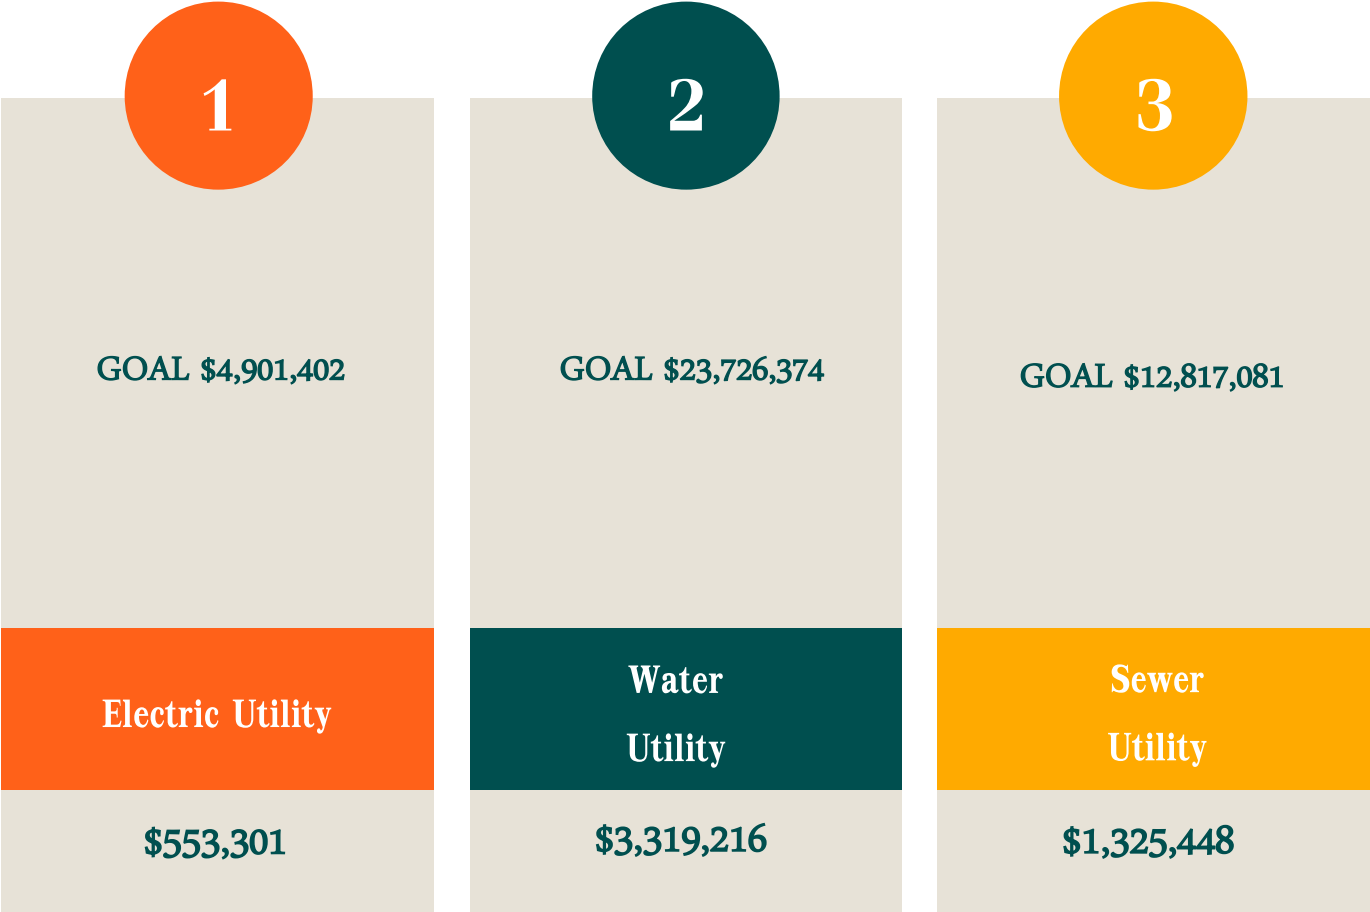 1
GOAL $4,901,402
Electric Utility
$553,301
2
GOAL $23,726,374
Water
Utility
$3,319,216
3
GOAL $12,817,081
Sewer
Utility
$1,325,448